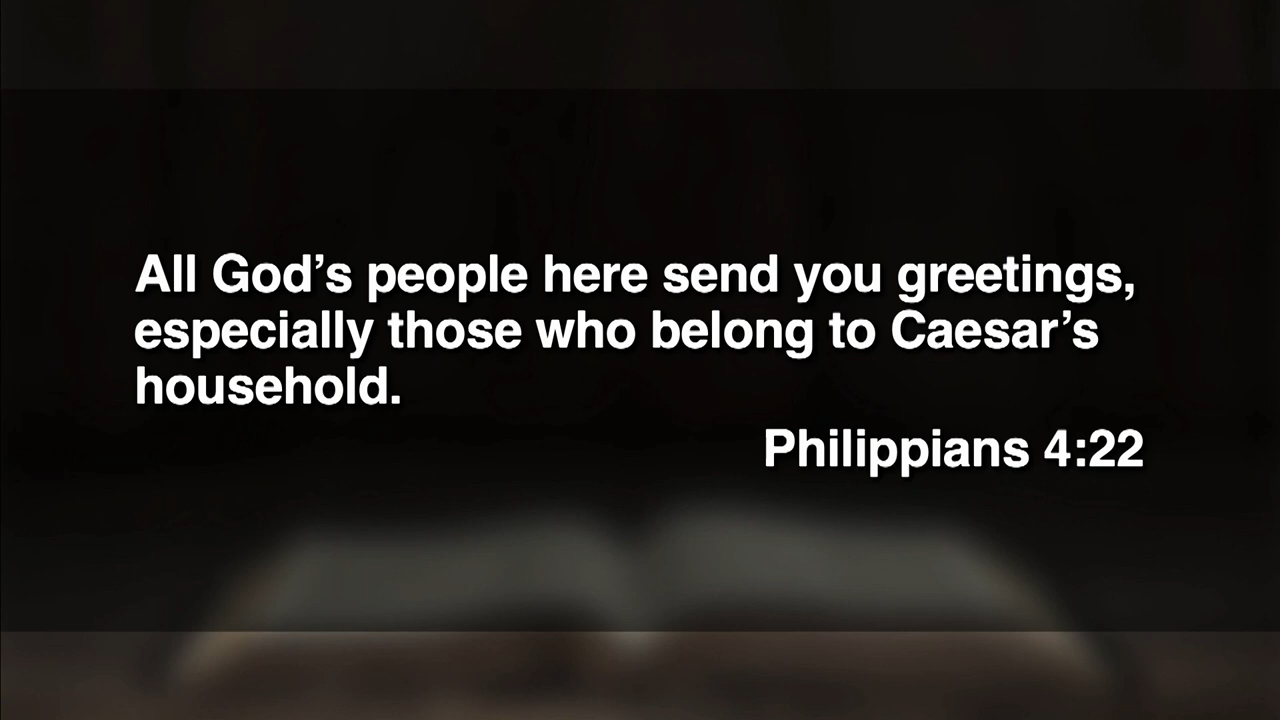 All God’s people here send you greetings,
especially those who belong to Caesar’s
household.
Philippians 4:22